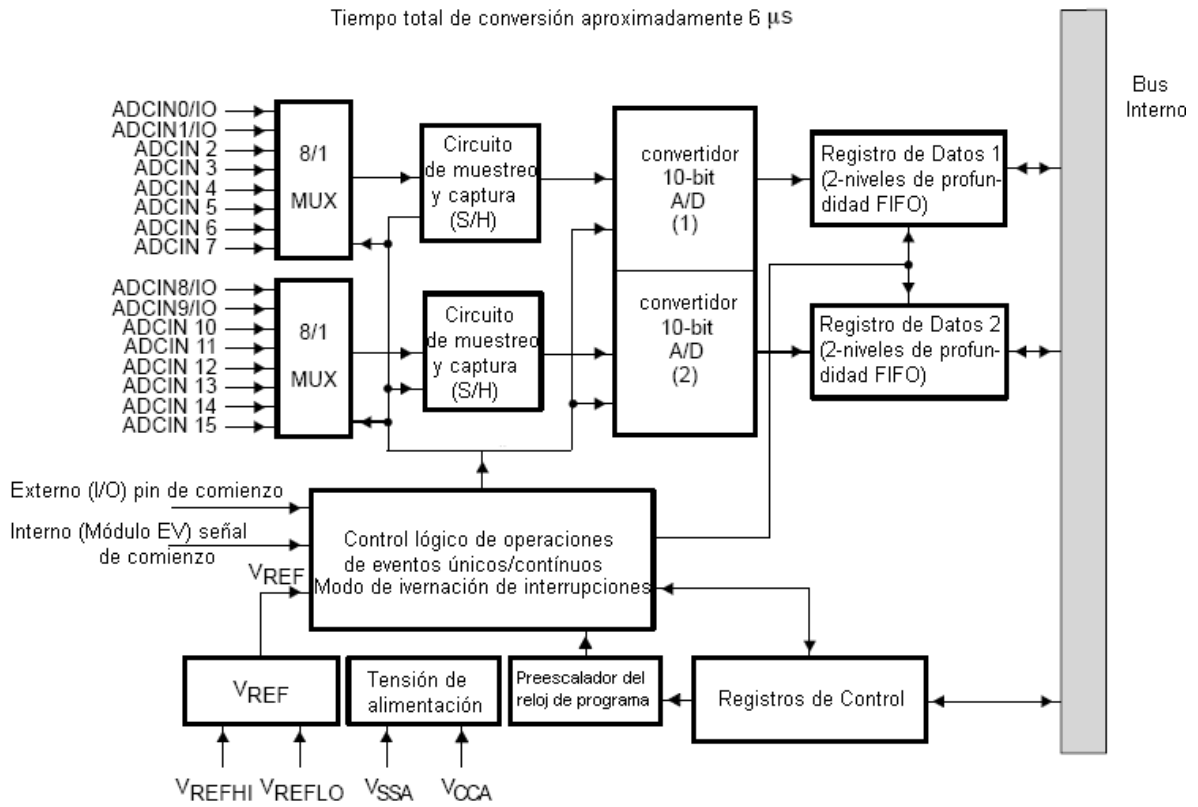 Tiempo total de conversión aproximadamente 6 µs
Bus
Interno
ADCIN0/IO
ADCIN1/IO
ADCIN 2
ADCIN 3
ADCIN 4
ADCIN 5
ADCIN 6
ADCIN 7
8/1
MUX
Circuito
de muestreo
y captura
(S/H)
convertidor
10-bit
A/D
(1)
Registro de Datos 1
(2-niveles de profun-
didad FIFO)
ADCIN8/IO
ADCIN9/IO
ADCIN 10
ADCIN 11
ADCIN 12
ADCIN 13
ADCIN 14
ADCIN 15
8/1
MUX
Circuito
de muestreo
y captura
(S/H)
convertidor
10-bit
A/D
(2)
Registro de Datos 2
(2-niveles de profun-
didad FIFO)
Externo (I/O) pin de comienzo
Interno (Módulo EV) señal
de comienzo
VREF
Control lógico de operaciones
de eventos únicos/contínuos
Modo de ivernación de interrupciones
VREF
Tensión de
alimentación
Preescalador del
reloj de programa
Registros de Control
VREFHI
VREFLO
VSSA
VCCA